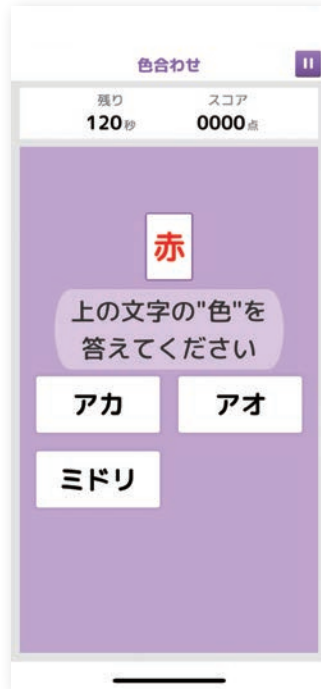 色合わせ
残り スコア
120秒 0000点
赤
上の文字の"色"を
答えてください
アカ アオ
ミドリ